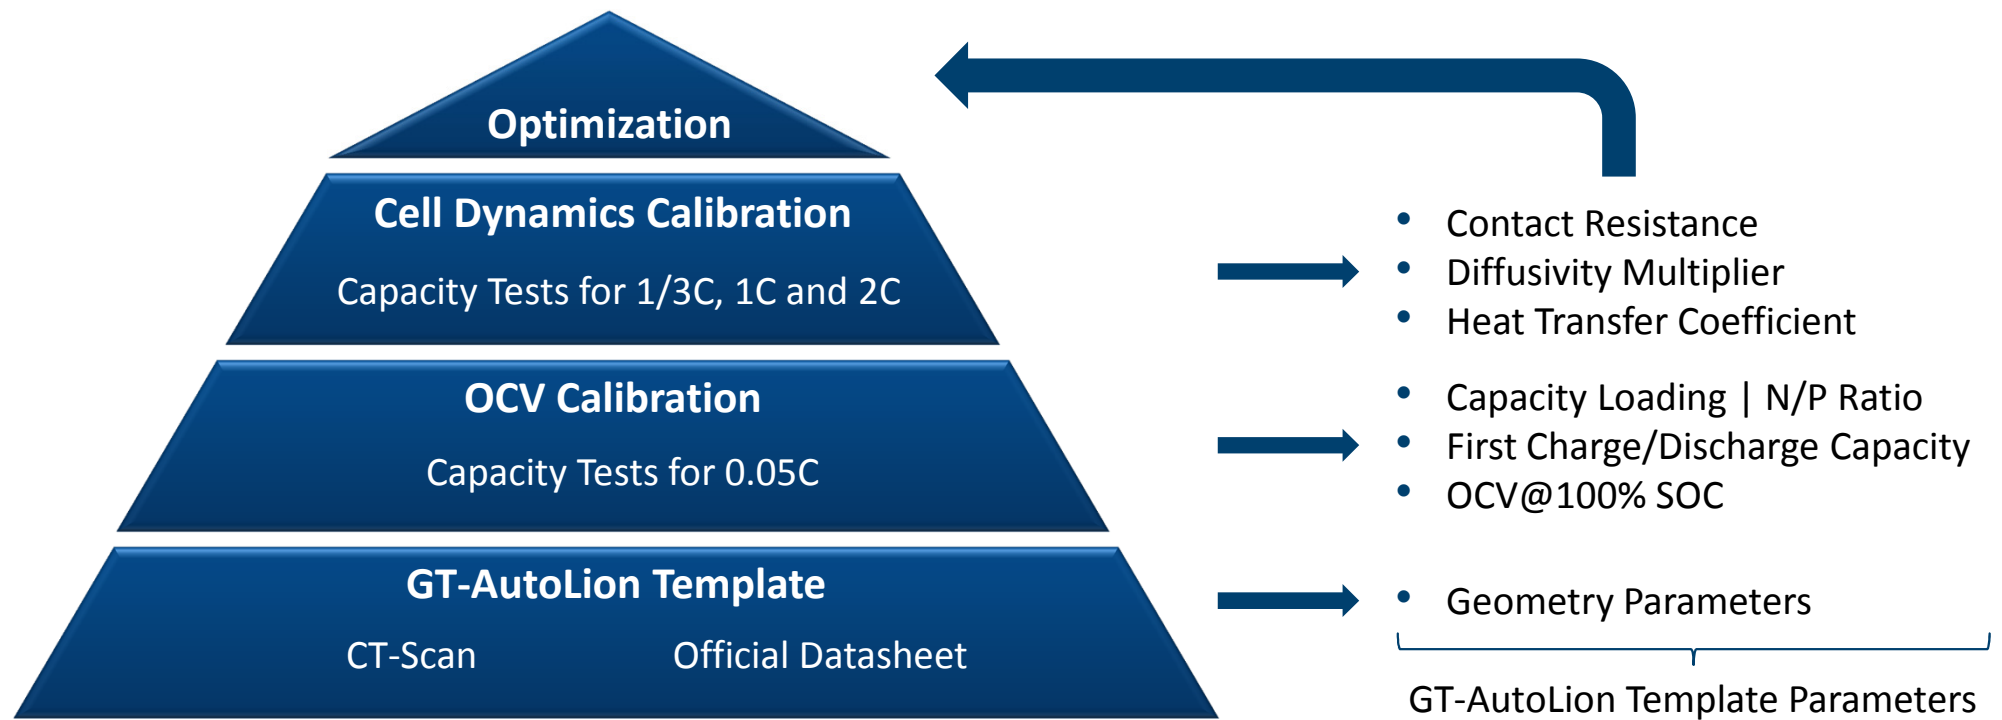 Optimization
Cell Dynamics Calibration
Capacity Tests for 1/3C, 1C and 2C
• Contact Resistance
• Diffusivity Multiplier
• Heat Transfer Coefficient
OCV Calibration
Capacity Tests for 0.05C
• Capacity Loading | N/P Ratio
• First Charge/Discharge Capacity
• OCV@100% SOC
GT-AutoLion Template
CT-Scan
Official Datasheet
• Geometry Parameters
GT-AutoLion Template Parameters